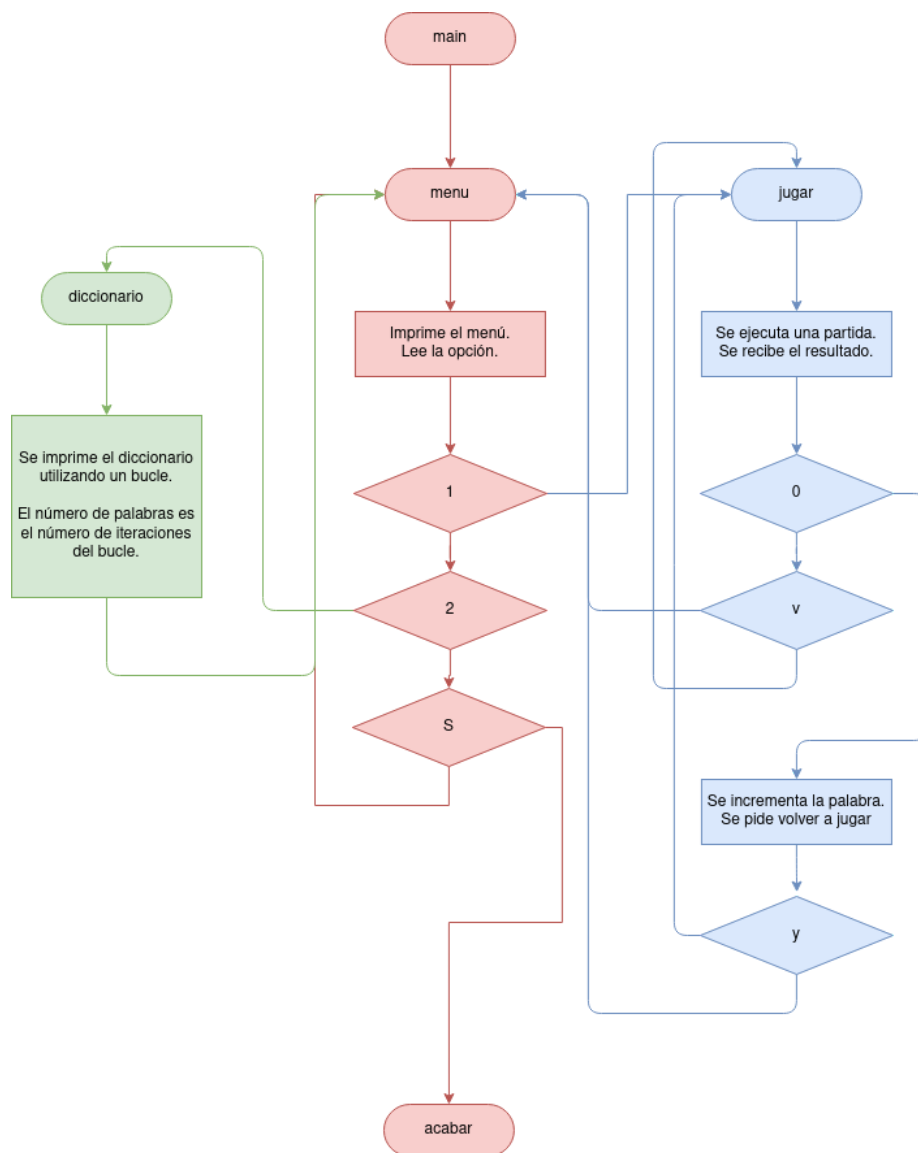 main
menu
jugar
diccionario
Imprime el menú.
Lee la opción.
Se ejecuta una partida.
Se recibe el resultado.
Se imprime el diccionario
utilizando un bucle.
El número de palabras es
el número de iteraciones
del bucle.
1
0
2
v
S
Se incrementa la palabra.
Se pide volver a jugar
y
acabar